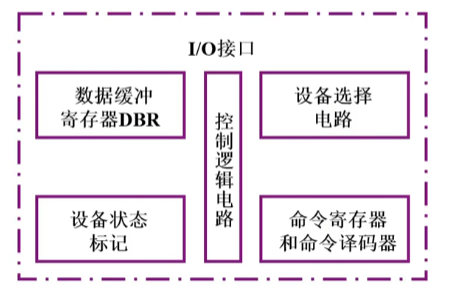 I/O接口
数据缓冲
寄存器DBR
控制逻辑电路
设备选择
电路
设备状态
标记
命令寄存器
和命令译码器